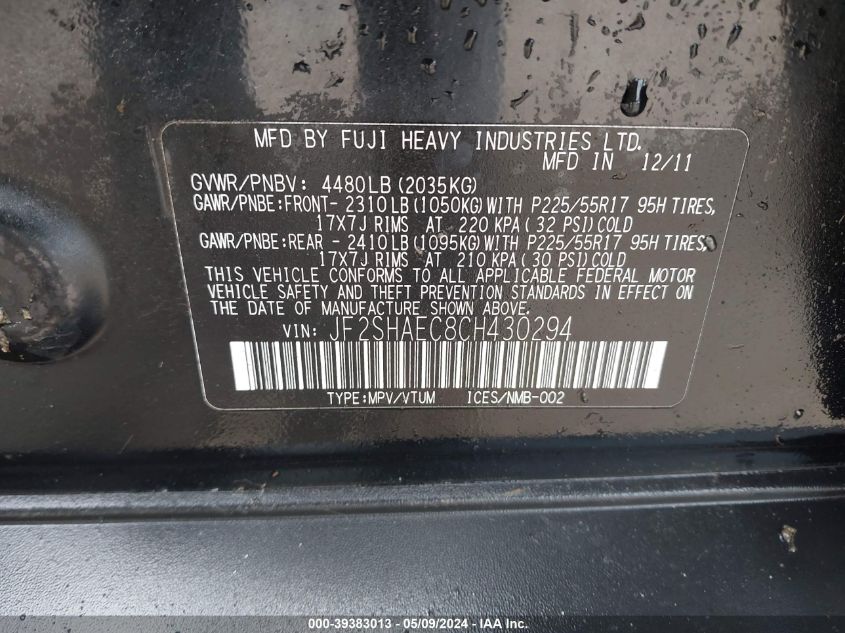 MFD BY FUJI HEAVY INDUSTRIES LTD.
MFD IN 12/11
GVWR/PNBV: 4480LB (2035KG)
GAWR/PNBE:FRONT- 2310LB (1050KG) WITH P225/55R17 95H TIRES,
17X7J RIMS AT 220 KPA ( 32 PSI) COLD
GAWR/PNBE:REAR - 2410LB (1095KG) WITH P225/55R17 95H TIRES,
17X7J RIMS AT 210 KPA ( 30 PSI) COLD
THIS VEHICLE CONFORMS TO ALL APPLICABLE FEDERAL MOTOR
VEHICLE SAFETY AND THEFT PREVENTION STANDARDS IN EFFECT ON
THE DATE OF MANUFACTURE SHOWN ABOVE.
VIN: JF2SHAEC8CH430294
TYPE:MPV/VTUM ICES/NMB-002
000-39383013 - 05/09/2024 - IAA Inc.